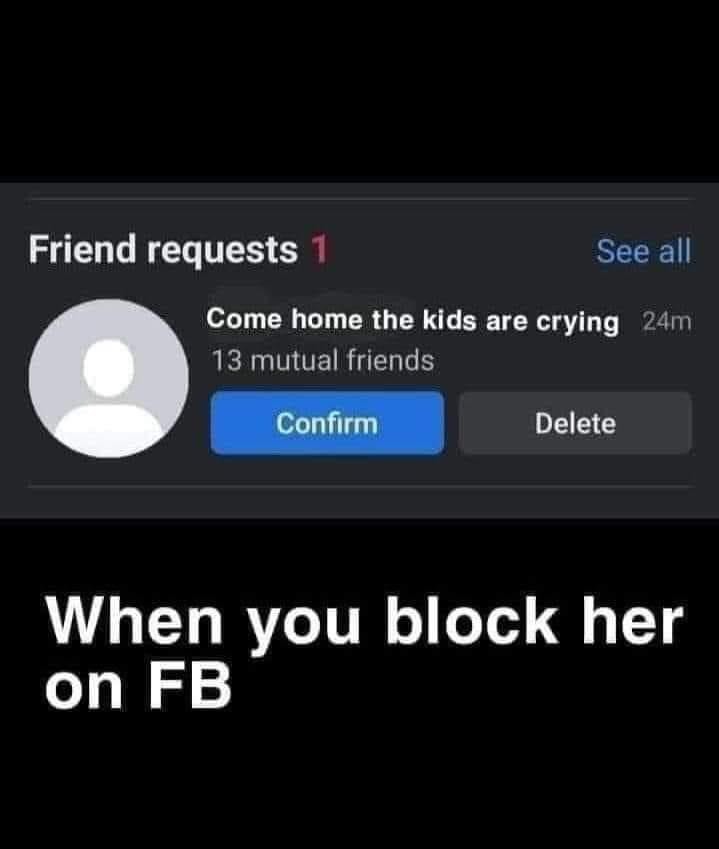 Friend requests 1 See all
Come home the kids are crying 24m
13 mutual friends
Confirm Delete
When you block her
on FB